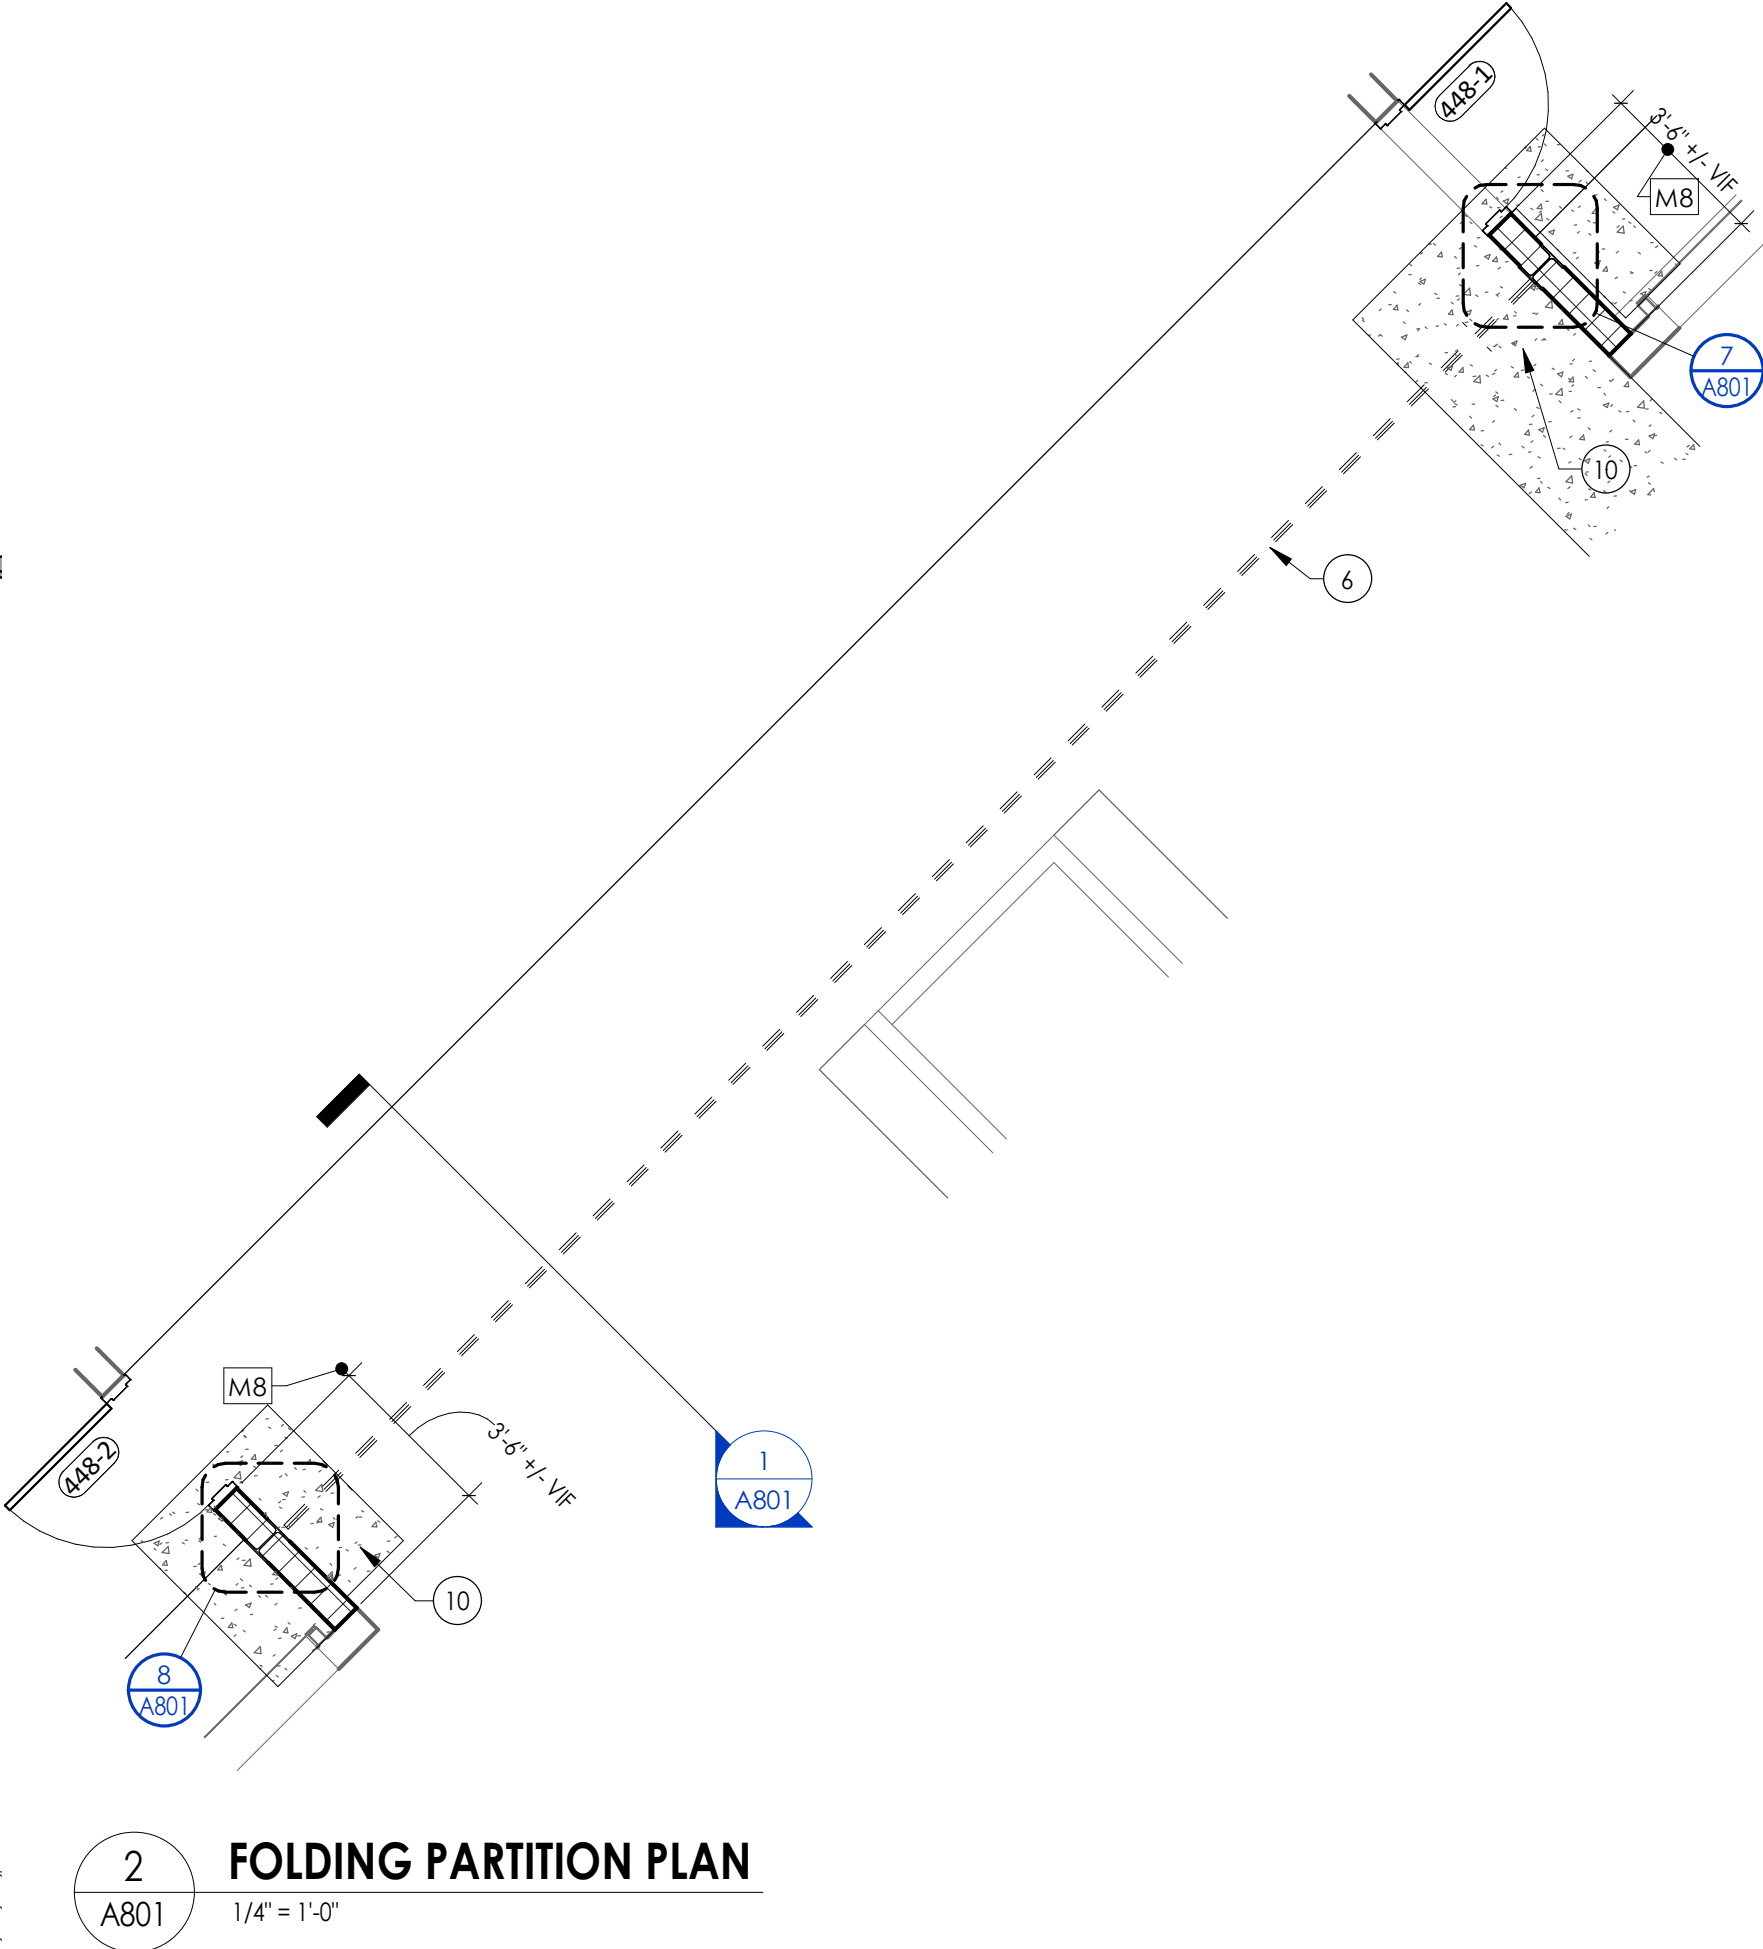 448-1
3'-6" +/- VIF
M8
7
A801
10
6
M8
3'-6" +/- VIF
448-2
1
A801
10
8
A801
2
A801
FOLDING PARTITION PLAN
1/4" = 1'-0"